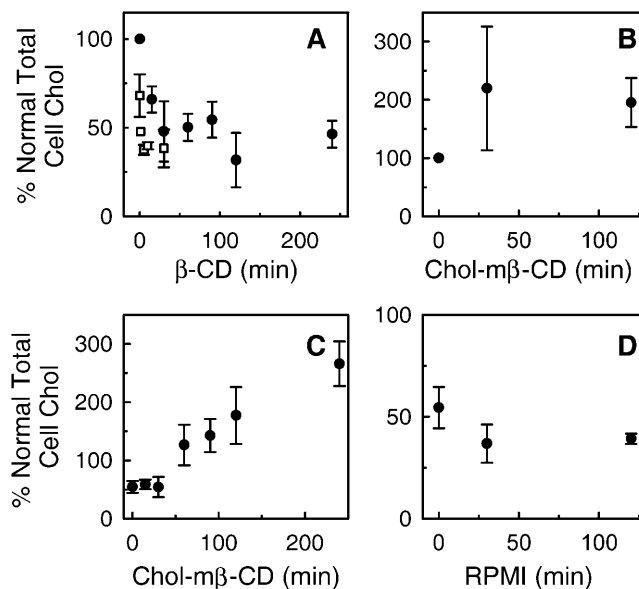 % Normal Total
Cell Chol
100
50
0
A
0 100 200
β-CD (min)
300
200
100
0
B
0 50 100
Chol-mβ-CD (min)
% Normal Total
Cell Chol
300
200
100
0
C
0 100 200
Chol-mβ-CD (min)
100
50
0
D
0 50 100
RPMI (min)